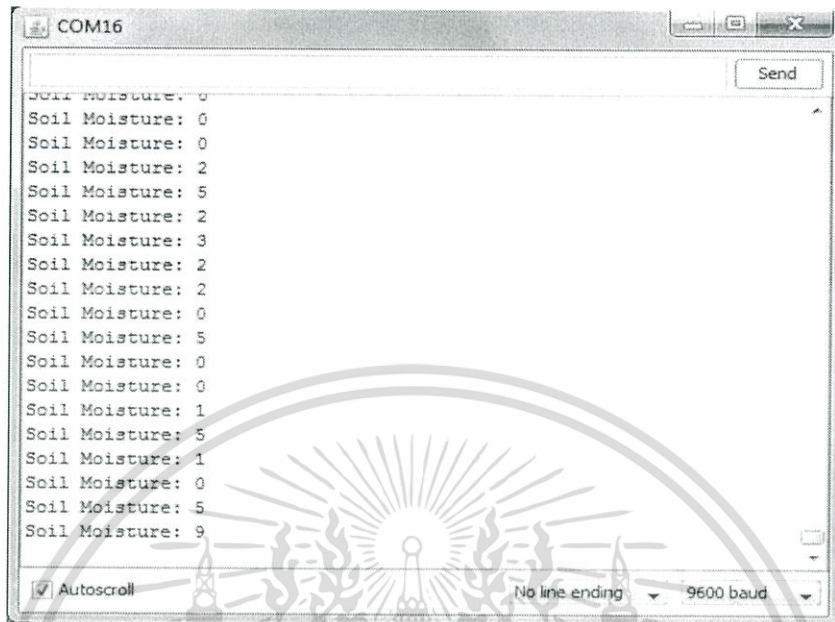 COM16
Send
Soil Moisture: 0
Soil Moisture: 0
Soil Moisture: 0
Soil Moisture: 2
Soil Moisture: 5
Soil Moisture: 2
Soil Moisture: 3
Soil Moisture: 2
Soil Moisture: 2
Soil Moisture: 0
Soil Moisture: 5
Soil Moisture: 0
Soil Moisture: 0
Soil Moisture: 1
Soil Moisture: 5
Soil Moisture: 1
Soil Moisture: 0
Soil Moisture: 5
Soil Moisture: 9
Autoscroll No line ending 9600 baud